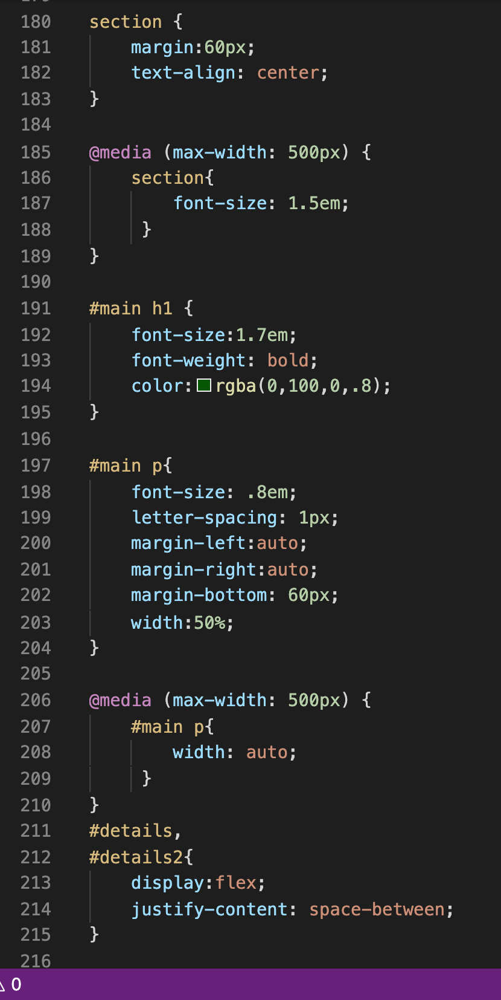 180 section {
181 margin:60px;
182 text-align: center;
183 }
184
185 @media (max-width: 500px) {
186 section{
187 font-size: 1.5em;
188 }
189 }
190
191 #main h1 {
192 font-size:1.7em;
193 font-weight: bold;
194 color: rgba(0,100,0,.8);
195 }
196
197 #main p{
198 font-size: .8em;
199 letter-spacing: 1px;
200 margin-left:auto;
201 margin-right:auto;
202 margin-bottom: 60px;
203 width:50%;
204 }
205
206 @media (max-width: 500px) {
207 #main p{
208 width: auto;
209 }
210 }
211 #details,
212 #details2{
213 display:flex;
214 justify-content: space-between;
215 }
216
0